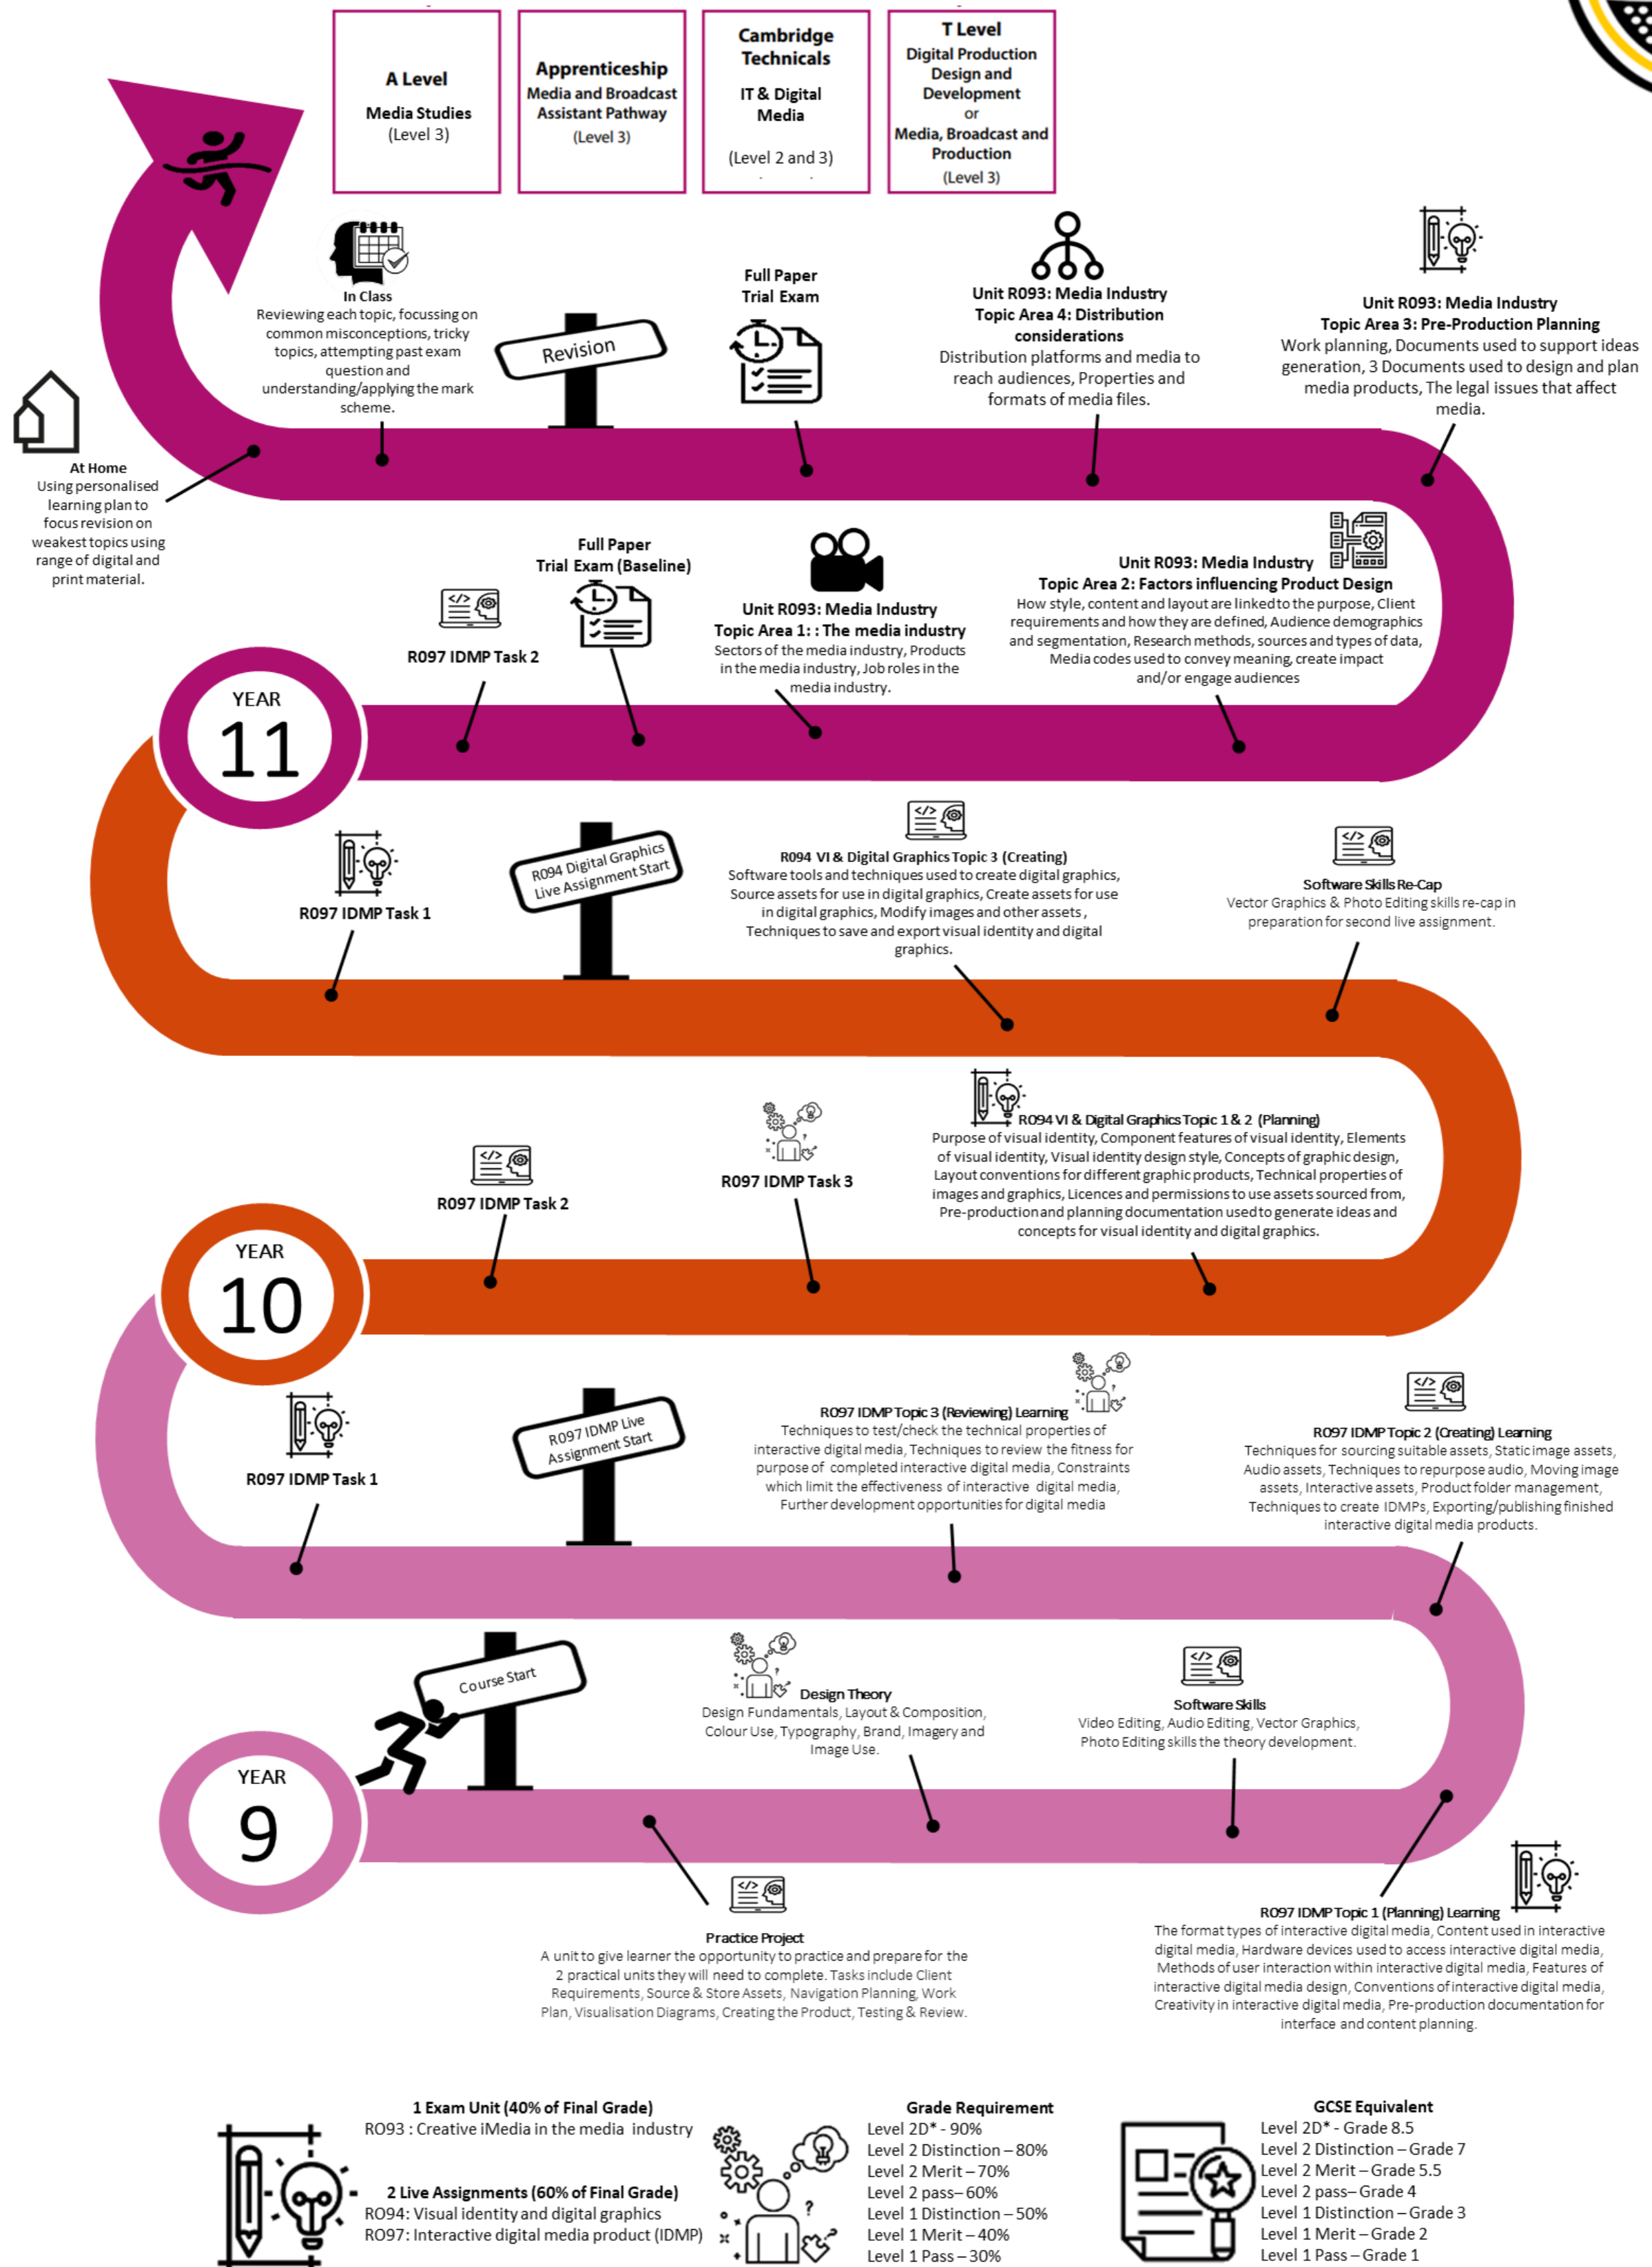 A Level
Media Studies
(Level 3)
Apprenticeship
Media and Broadcast
Assistant Pathway
(Level 3)
Cambridge
Technicals
IT & Digital
Media
(Level 2 and 3)
T Level
Digital Production
Design and
Development
or
Media, Broadcast and
Production
(Level 3)
In Class
Reviewing each topic, focussing on
common misconceptions, tricky
topics, attempting past exam
question and
understanding/applying the mark
scheme.
Revision
Full Paper
Trial Exam
Unit R093: Media Industry
Topic Area 4: Distribution
considerations
Distribution platforms and media to
reach audiences, Properties and
formats of media files.
Unit R093: Media Industry
Topic Area 3: Pre-Production Planning
Work planning, Documents used to support ideas
generation, 3 Documents used to design and plan
media products, The legal issues that affect
media.
At Home
Using personalised
learning plan to
focus revision on
weakest topics using
range of digital and
print material.
R097 IDMP Task 2
Full Paper
Trial Exam (Baseline)
Unit R093: Media Industry
Topic Area 1: : The media industry
Sectors of the media industry, Products
in the media industry, Job roles in the
media industry.
Unit R093: Media Industry
Topic Area 2: Factors influencing Product Design
How style, content and layout are linked to the purpose, Client
requirements and how they are defined, Audience demographics
and segmentation, Research methods, sources and types of data,
Media codes used to convey meaning, create impact
and/or engage audiences
YEAR
11
R097 IDMP Task 1
R094 Digital Graphics
Live Assignment Start
R094 VI & Digital Graphics Topic 3 (Creating)
Software tools and techniques used to create digital graphics,
Source assets for use in digital graphics, Create assets for use
in digital graphics, Modify images and other assets ,
Techniques to save and export visual identity and digital
graphics.
Software Skills Re-Cap
Vector Graphics & Photo Editing skills re-cap in
preparation for second live assignment.
R097 IDMP Task 2
R097 IDMP Task 3
R094 VI & Digital Graphics Topic 1 & 2 (Planning)
Purpose of visual identity, Component features of visual identity, Elements
of visual identity, Visual identity design style, Concepts of graphic design,
Layout conventions for different graphic products, Technical properties of
images and graphics, Licences and permissions to use assets sourced from,
Pre-production and planning documentation used to generate ideas and
concepts for visual identity and digital graphics.
YEAR
10
R097 IDMP Task 1
R097 IDMP Live
Assignment Start
R097 IDMP Topic 3 (Reviewing) Learning
Techniques to test/check the technical properties of
interactive digital media, Techniques to review the fitness for
purpose of completed interactive digital media, Constraints
which limit the effectiveness of interactive digital media,
Further development opportunities for digital media
R097 IDMP Topic 2 (Creating) Learning
Techniques for sourcing suitable assets, Static image assets,
Audio assets, Techniques to repurpose audio, Moving image
assets, Interactive assets, Product folder management,
Techniques to create IDMPs, Exporting/publishing finished
interactive digital media products.
Course Start
Design Theory
Design Fundamentals, Layout & Composition,
Colour Use, Typography, Brand, Imagery and
Image Use.
Software Skills
Video Editing, Audio Editing, Vector Graphics,
Photo Editing skills the theory development.
YEAR
9
Practice Project
A unit to give learner the opportunity to practice and prepare for the
2 practical units they will need to complete. Tasks include Client
Requirements, Source & Store Assets, Navigation Planning, Work
Plan, Visualisation Diagrams, Creating the Product, Testing & Review.
R097 IDMP Topic 1 (Planning) Learning
The format types of interactive digital media, Content used in interactive
digital media, Hardware devices used to access interactive digital media,
Methods of user interaction within interactive digital media, Features of
interactive digital media design, Conventions of interactive digital media,
Creativity in interactive digital media, Pre-production documentation for
interface and content planning.
1 Exam Unit (40% of Final Grade)
RO93 : Creative iMedia in the media industry
2 Live Assignments (60% of Final Grade)
RO94: Visual identity and digital graphics
RO97: Interactive digital media product (IDMP)
Grade Requirement
Level 2D* - 90%
Level 2 Distinction – 80%
Level 2 Merit – 70%
Level 2 pass– 60%
Level 1 Distinction – 50%
Level 1 Merit – 40%
Level 1 Pass – 30%
GCSE Equivalent
Level 2D* - Grade 8.5
Level 2 Distinction – Grade 7
Level 2 Merit – Grade 5.5
Level 2 pass– Grade 4
Level 1 Distinction – Grade 3
Level 1 Merit – Grade 2
Level 1 Pass – Grade 1